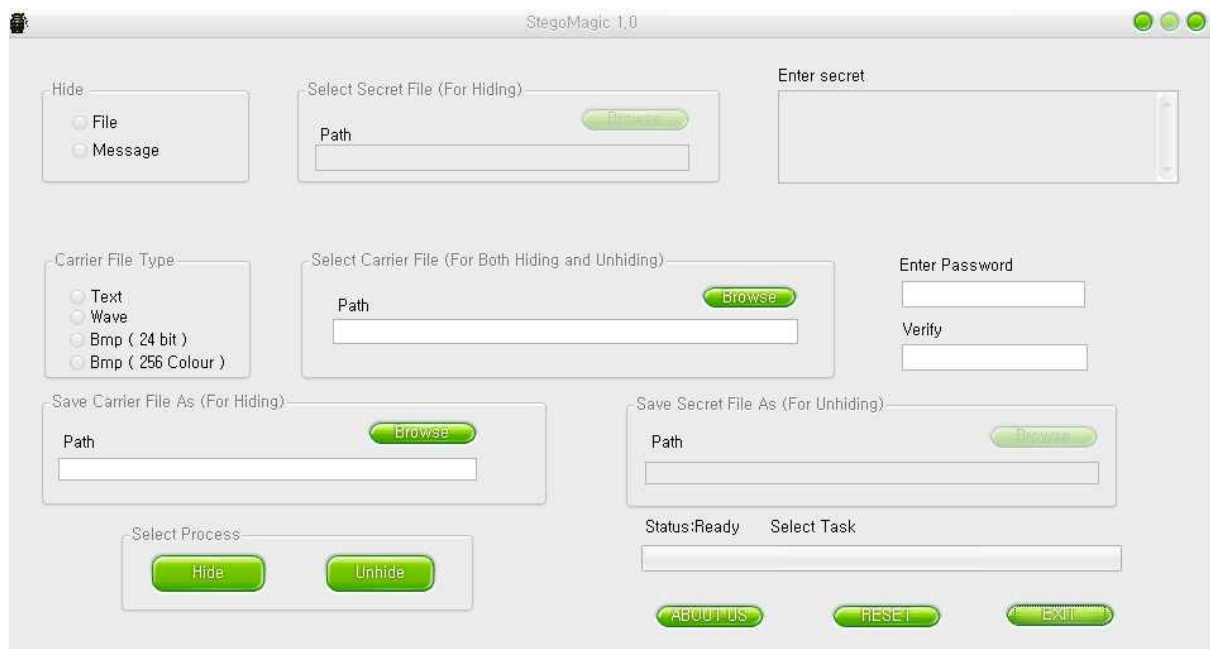 StegoMagic 1.0
Hide
File
Message
Select Secret File (For Hiding)
Browse
Path
Enter secret
Carrier File Type
Text
Wave
Bmp ( 24 bit )
Bmp ( 256 Colour )
Select Carrier File (For Both Hiding and Unhiding)
Browse
Path
Enter Password
Verify
Save Carrier File As (For Hiding)
Browse
Path
Save Secret File As (For Unhiding)
Browse
Path
Select Process
Hide
Unhide
Status:Ready Select Task
ABOUT US
RESET
EXIT